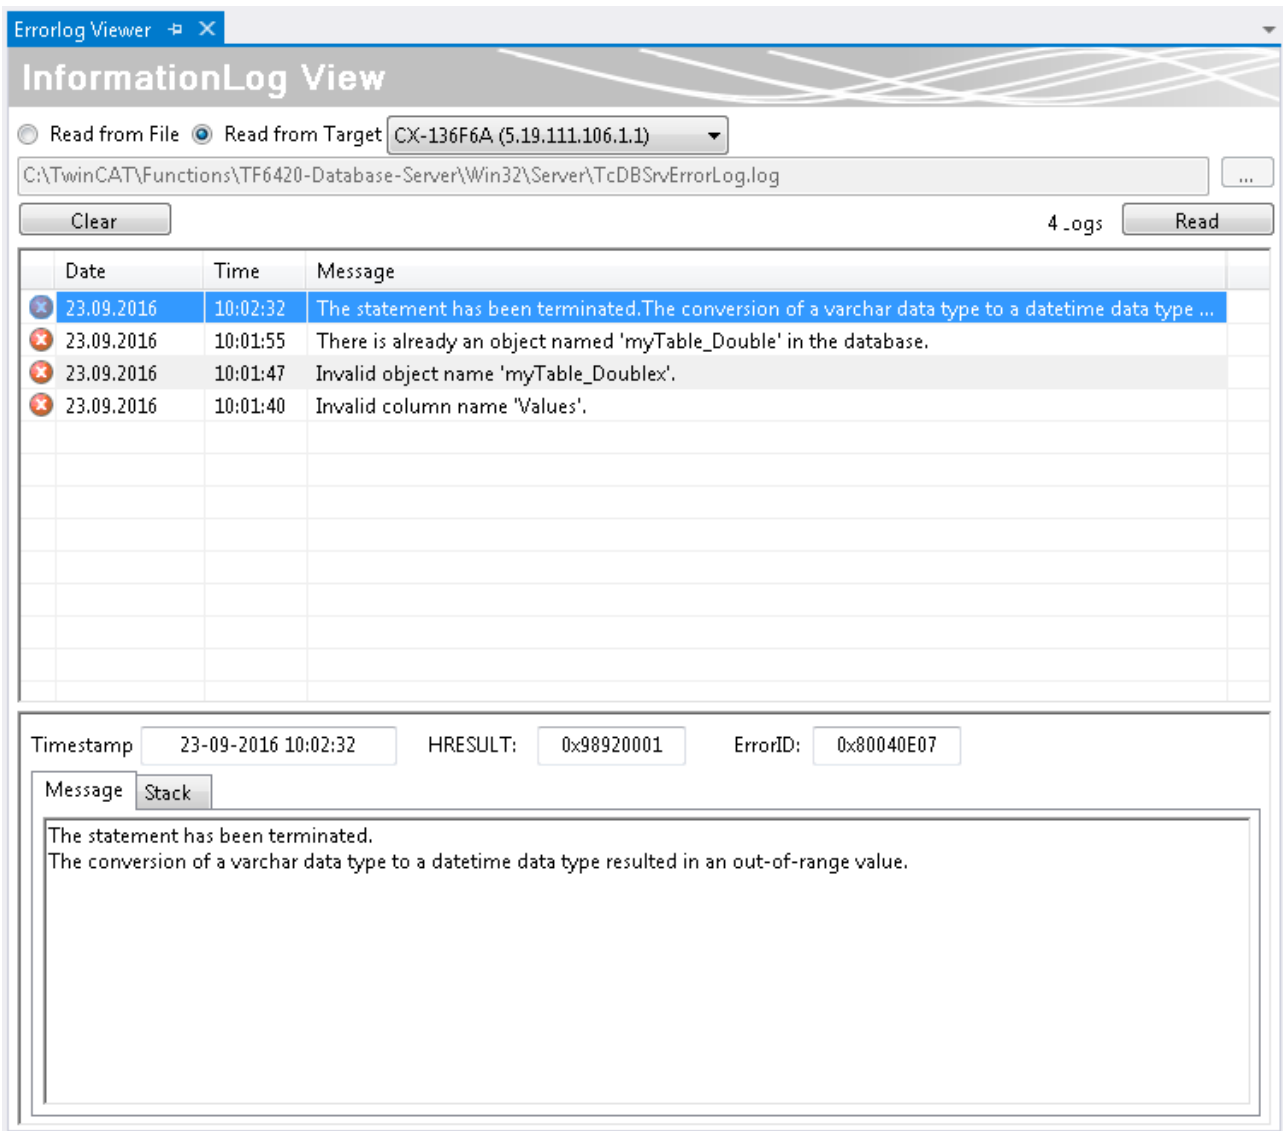 Errorlog Viewer
InformationLog View
Read from File Read from Target CX-136F6A (5.19.111.106.1.1)
C:\TwinCAT\Functions\TF6420-Database-Server\Win32\Server\TcDBSrvErrorLog.log ...
Clear 4 Logs Read
Date Time Message
23.09.2016 10:02:32 The statement has been terminated.The conversion of a varchar data type to a datetime data type ...
23.09.2016 10:01:55 There is already an object named 'myTable_Double' in the database.
23.09.2016 10:01:47 Invalid object name 'myTable_Doublex'.
23.09.2016 10:01:40 Invalid column name 'Values'.
Timestamp 23-09-2016 10:02:32 HRESULT: 0x98920001 ErrorID: 0x80040E07
Message Stack
The statement has been terminated.
The conversion of a varchar data type to a datetime data type resulted in an out-of-range value.